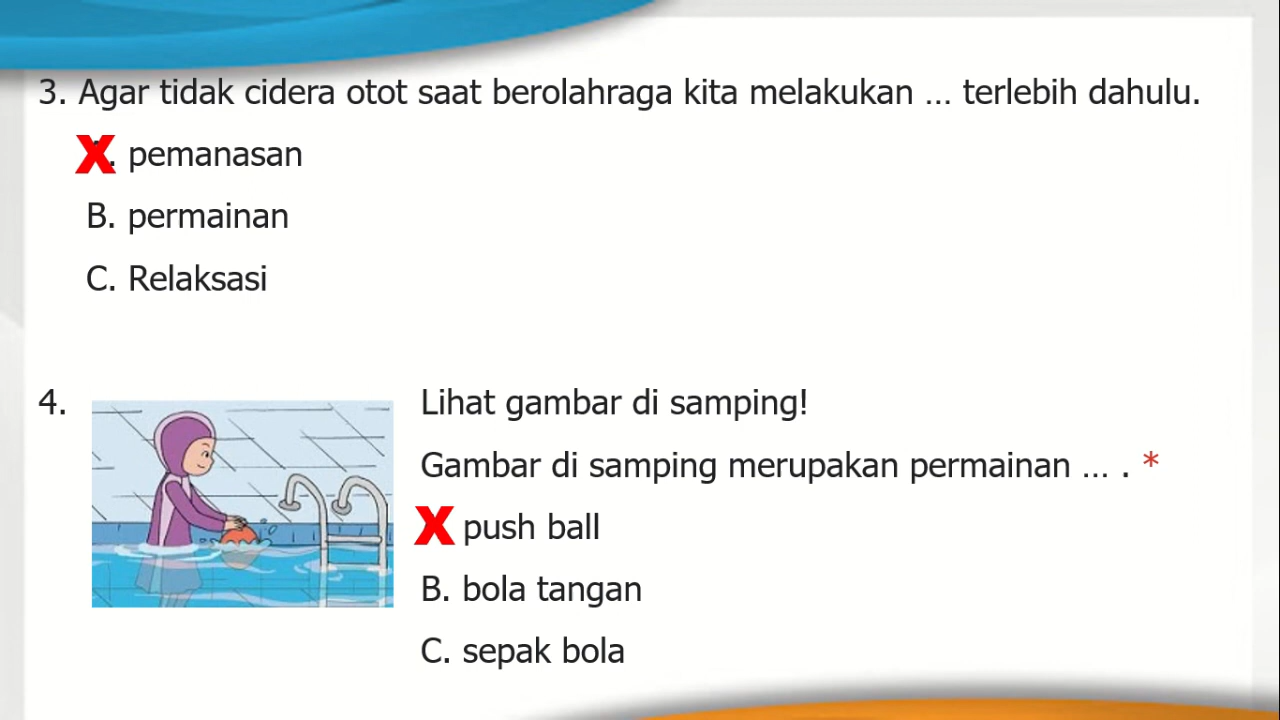 3. Agar tidak cidera otot saat berolahraga kita melakukan ... terlebih dahulu.
X. pemanasan
B. permainan
C. Relaksasi
4.
Lihat gambar di samping!
Gambar di samping merupakan permainan ... . *
X push ball
B. bola tangan
C. sepak bola